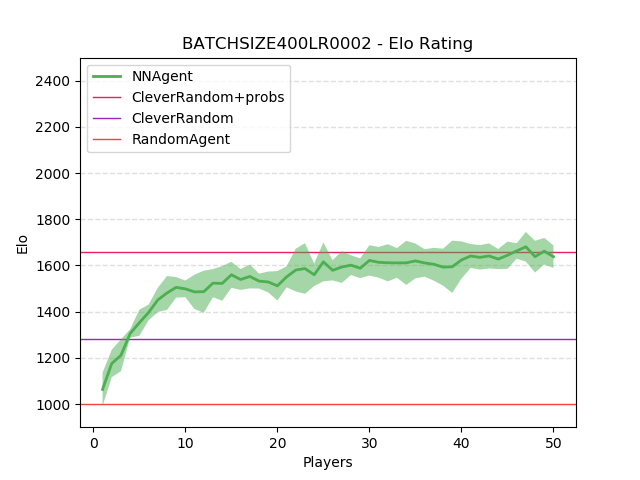 BATCHSIZE400LR0002 - Elo Rating
NNAgent
CleverRandom+probs
CleverRandom
RandomAgent
Elo
2400
2200
2000
1800
1600
1400
1200
1000
0 10 20 30 40 50
Players